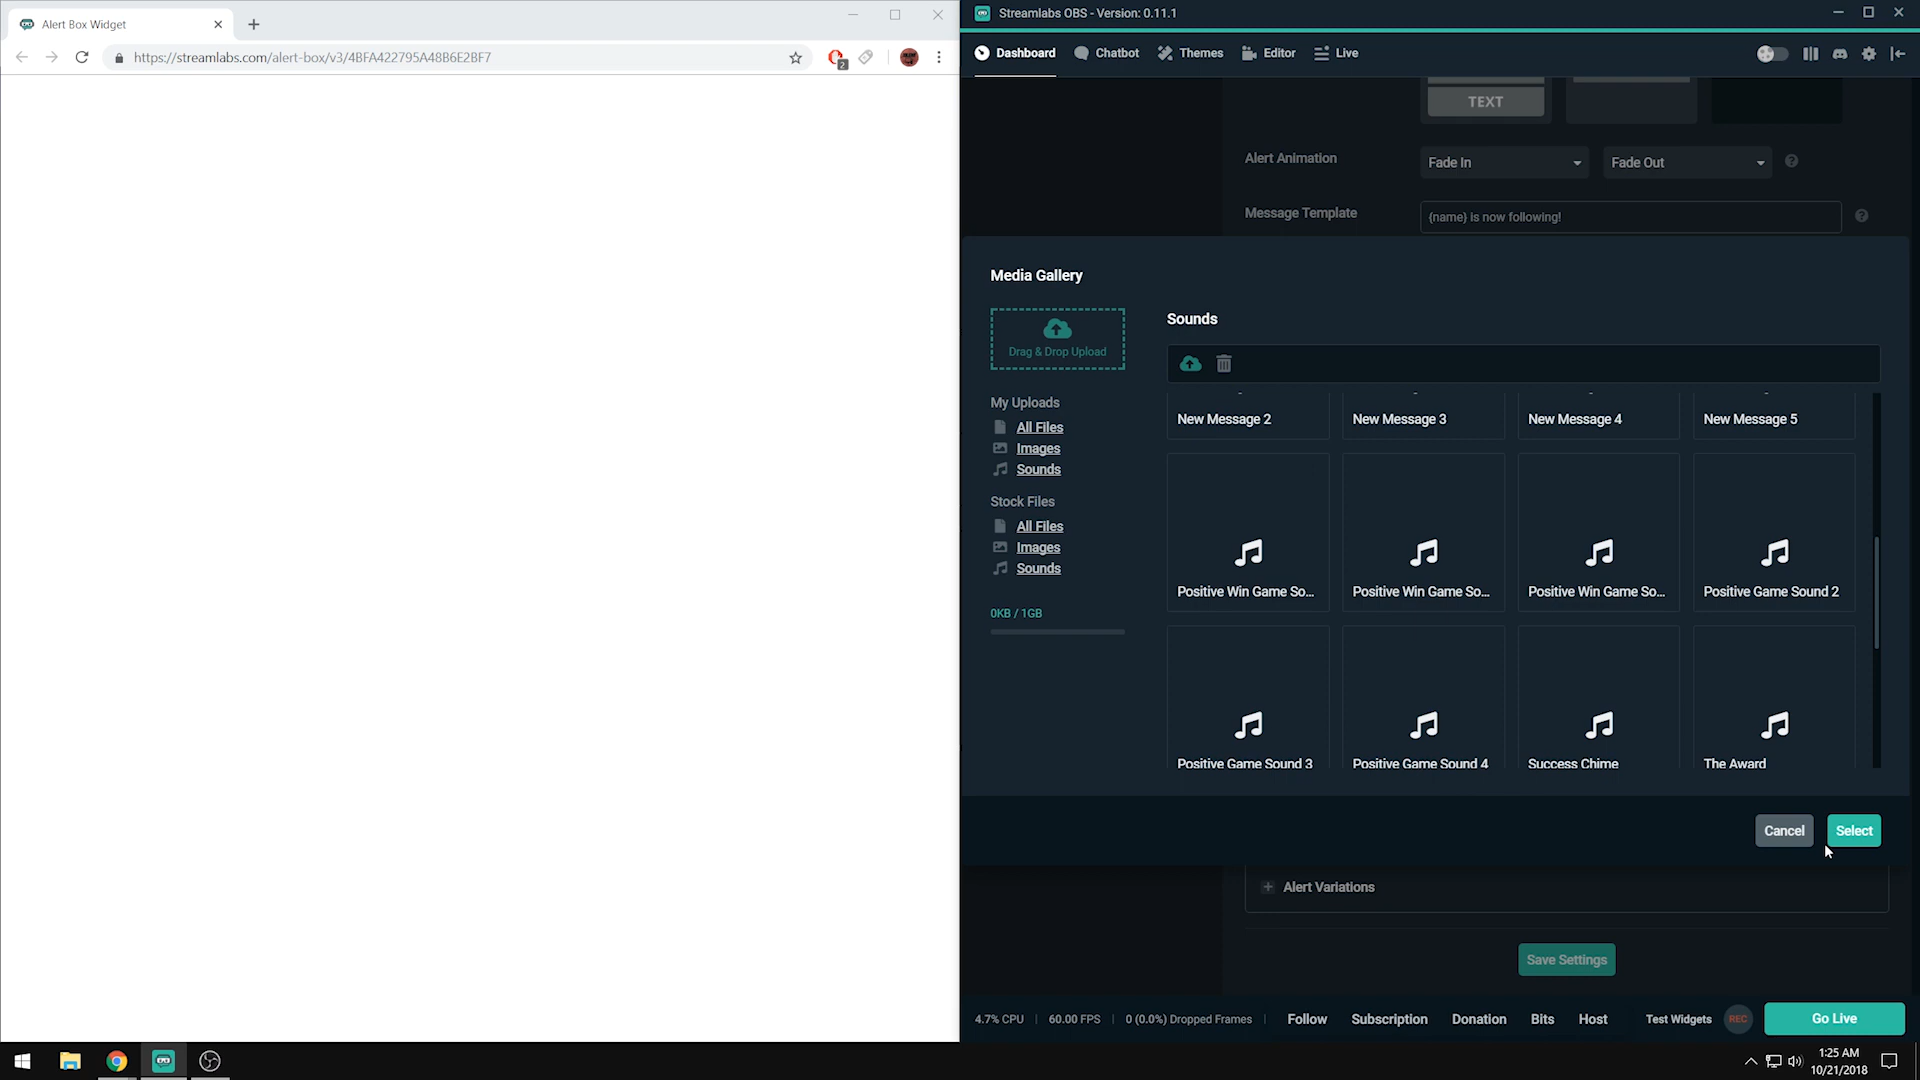 Alert Box Widget
https://streamlabs.com/alert-box/v3/4BFA422795A48B6E2BF7
2
Streamlabs OBS - Version: 0.11.1
Dashboard
Chatbot
Themes
Editor
Live
TEXT
Alert Animation
Fade In
Fade Out
?
Message Template
{name} is now following!
?
Media Gallery
Drag & Drop Upload
My Uploads
All Files
Images
Sounds
Stock Files
All Files
Images
Sounds
0KB / 1GB
Sounds
New Message 2
New Message 3
New Message 4
New Message 5
Positive Win Game So...
Positive Win Game So...
Positive Win Game So...
Positive Game Sound 2
Positive Game Sound 3
Positive Game Sound 4
Success Chime
The Award
Cancel
Select
+ Alert Variations
Save Settings
4.7% CPU
60.00 FPS
0 (0.0%) Dropped Frames
Follow
Subscription
Donation
Bits
Host
Test Widgets
REC
Go Live
1:25 AM
10/21/2018